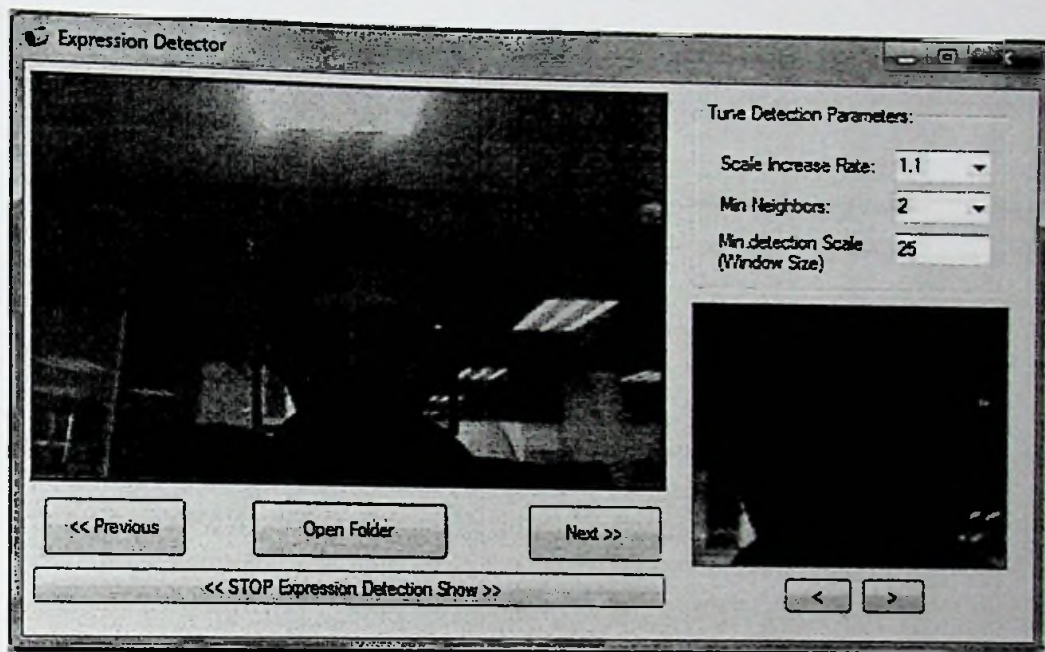 Expression Detector
Tune Detection Parameters:
Scale Increase Rate: 1.1
Min Neighbors: 2
Min.detection Scale 25
(Window Size)
<< Previous
Open Folder
Next >>
<< STOP Expression Detection Show >>
<
>